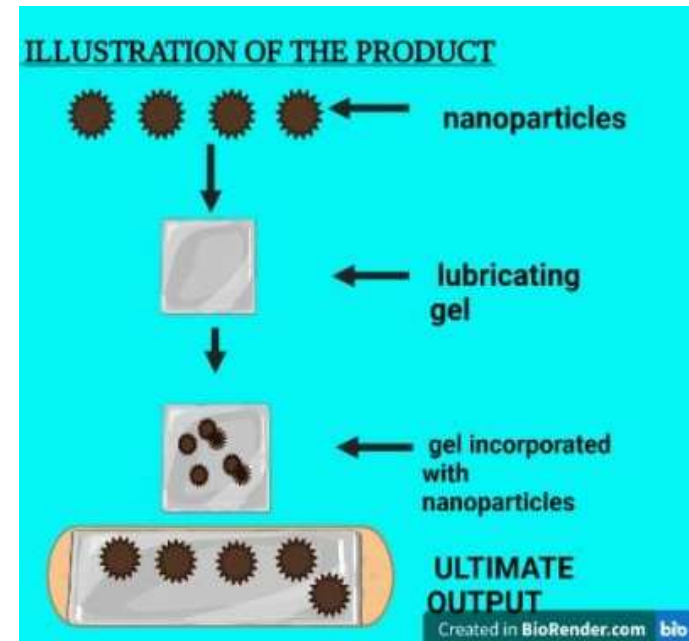 ILLUSTRATION OF THE PRODUCT
nanoparticles
lubricating
gel
gel incorporated
with
nanoparticles
ULTIMATE
OUTPUT
Created in BioRender.com bio